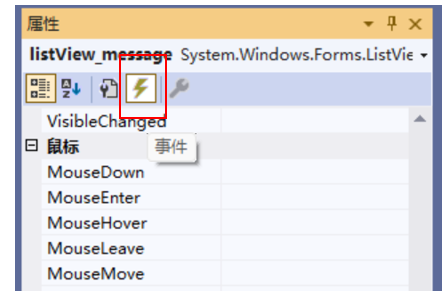 属性
listView_message System.Windows.Forms.ListVie
VisibleChanged
事件
鼠标
MouseDown
MouseEnter
MouseHover
MouseLeave
MouseMove